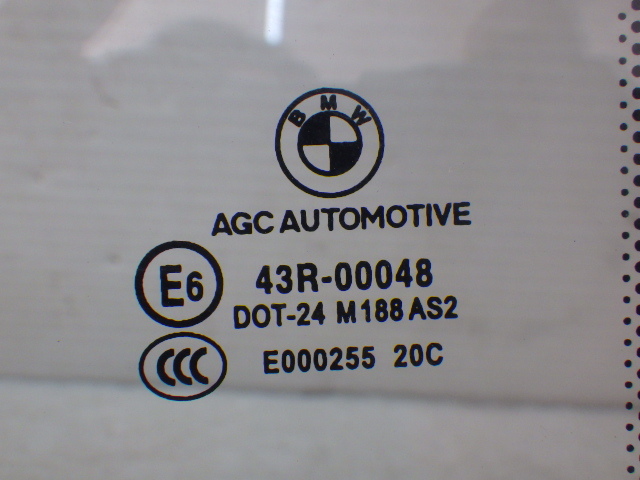 BMW
AGC AUTOMOTIVE
E6 43R-00048
DOT-24 M188 AS2
CCC E000255 20C